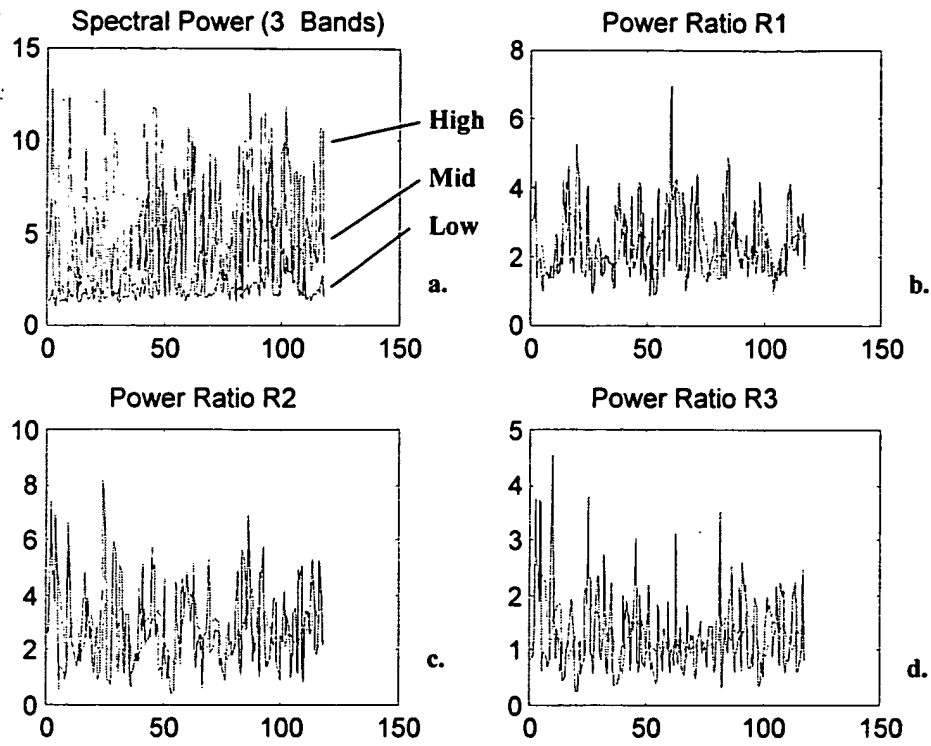 Spectral Power (3 Bands)
15
10
5
0
0 50 100 150
High
Mid
Low
a.
Power Ratio R1
8
6
4
2
0
0 50 100 150
b.
Power Ratio R2
10
8
6
4
2
0
0 50 100 150
c.
Power Ratio R3
5
4
3
2
1
0
0 50 100 150
d.